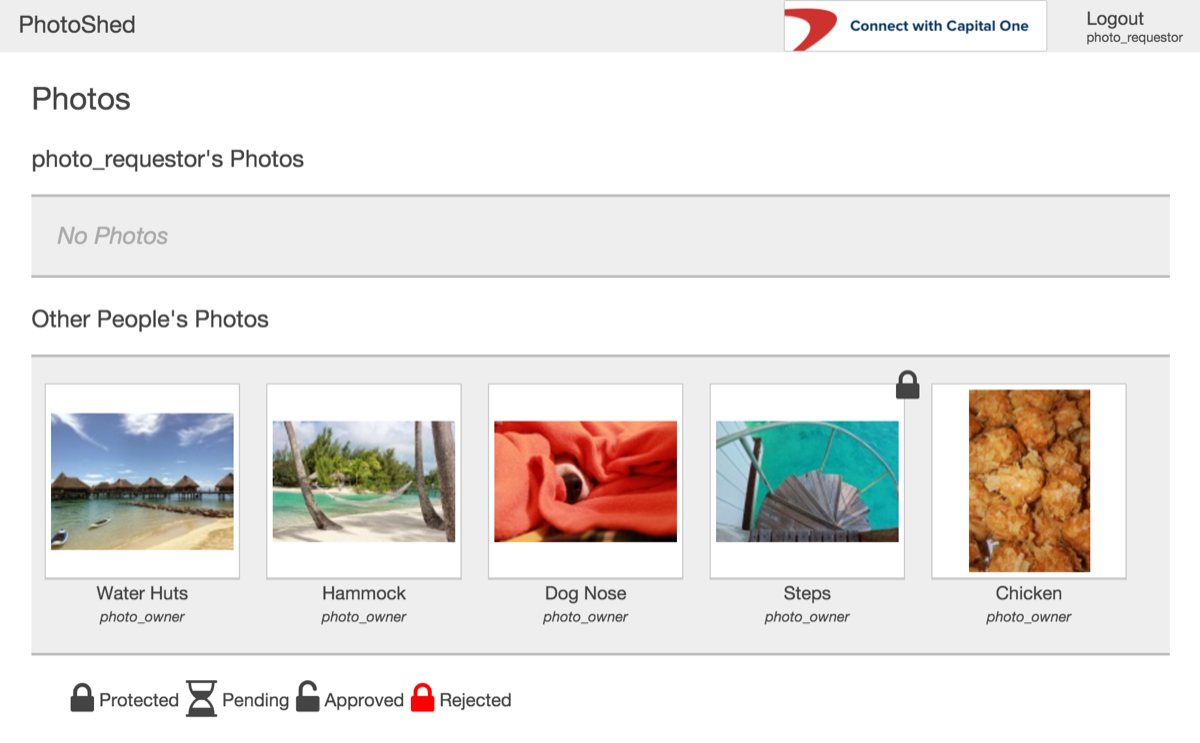 PhotoShed
Connect with Capital One
Logout
photo_requestor
Photos
photo_requestor's Photos
No Photos
Other People's Photos
Water Huts
photo_owner
Hammock
photo_owner
Dog Nose
photo_owner
Steps
photo_owner
Chicken
photo_owner
Protected Pending Approved Rejected